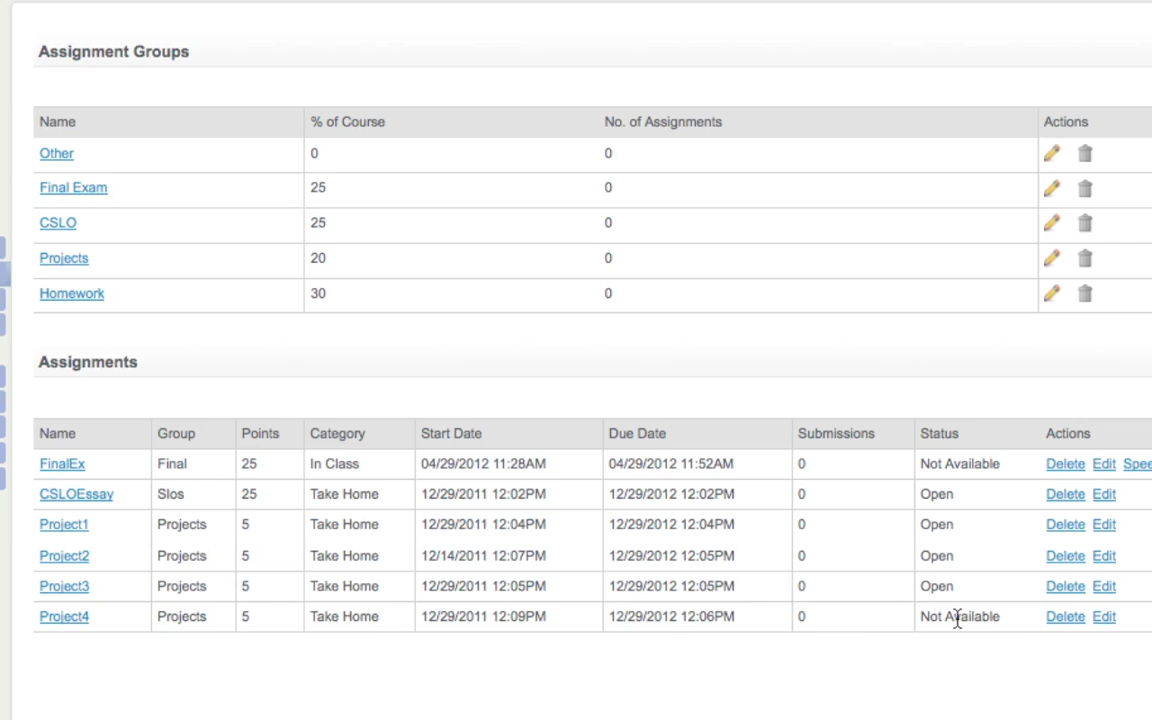 Assignment Groups
Name % of Course No. of Assignments Actions
Other 0 0
Final Exam 25 0
CSLO 25 0
Projects 20 0
Homework 30 0
Assignments
Name Group Points Category Start Date Due Date Submissions Status Actions
FinalEx Final 25 In Class 04/29/2012 11:28AM 04/29/2012 11:52AM 0 Not Available Delete Edit Spee
CSLOEssay Slos 25 Take Home 12/29/2011 12:02PM 12/29/2012 12:02PM 0 Open Delete Edit
Project1 Projects 5 Take Home 12/29/2011 12:04PM 12/29/2012 12:04PM 0 Open Delete Edit
Project2 Projects 5 Take Home 12/14/2011 12:07PM 12/29/2012 12:05PM 0 Open Delete Edit
Project3 Projects 5 Take Home 12/29/2011 12:05PM 12/29/2012 12:05PM 0 Open Delete Edit
Project4 Projects 5 Take Home 12/29/2011 12:09PM 12/29/2012 12:06PM 0 Not Available Delete Edit